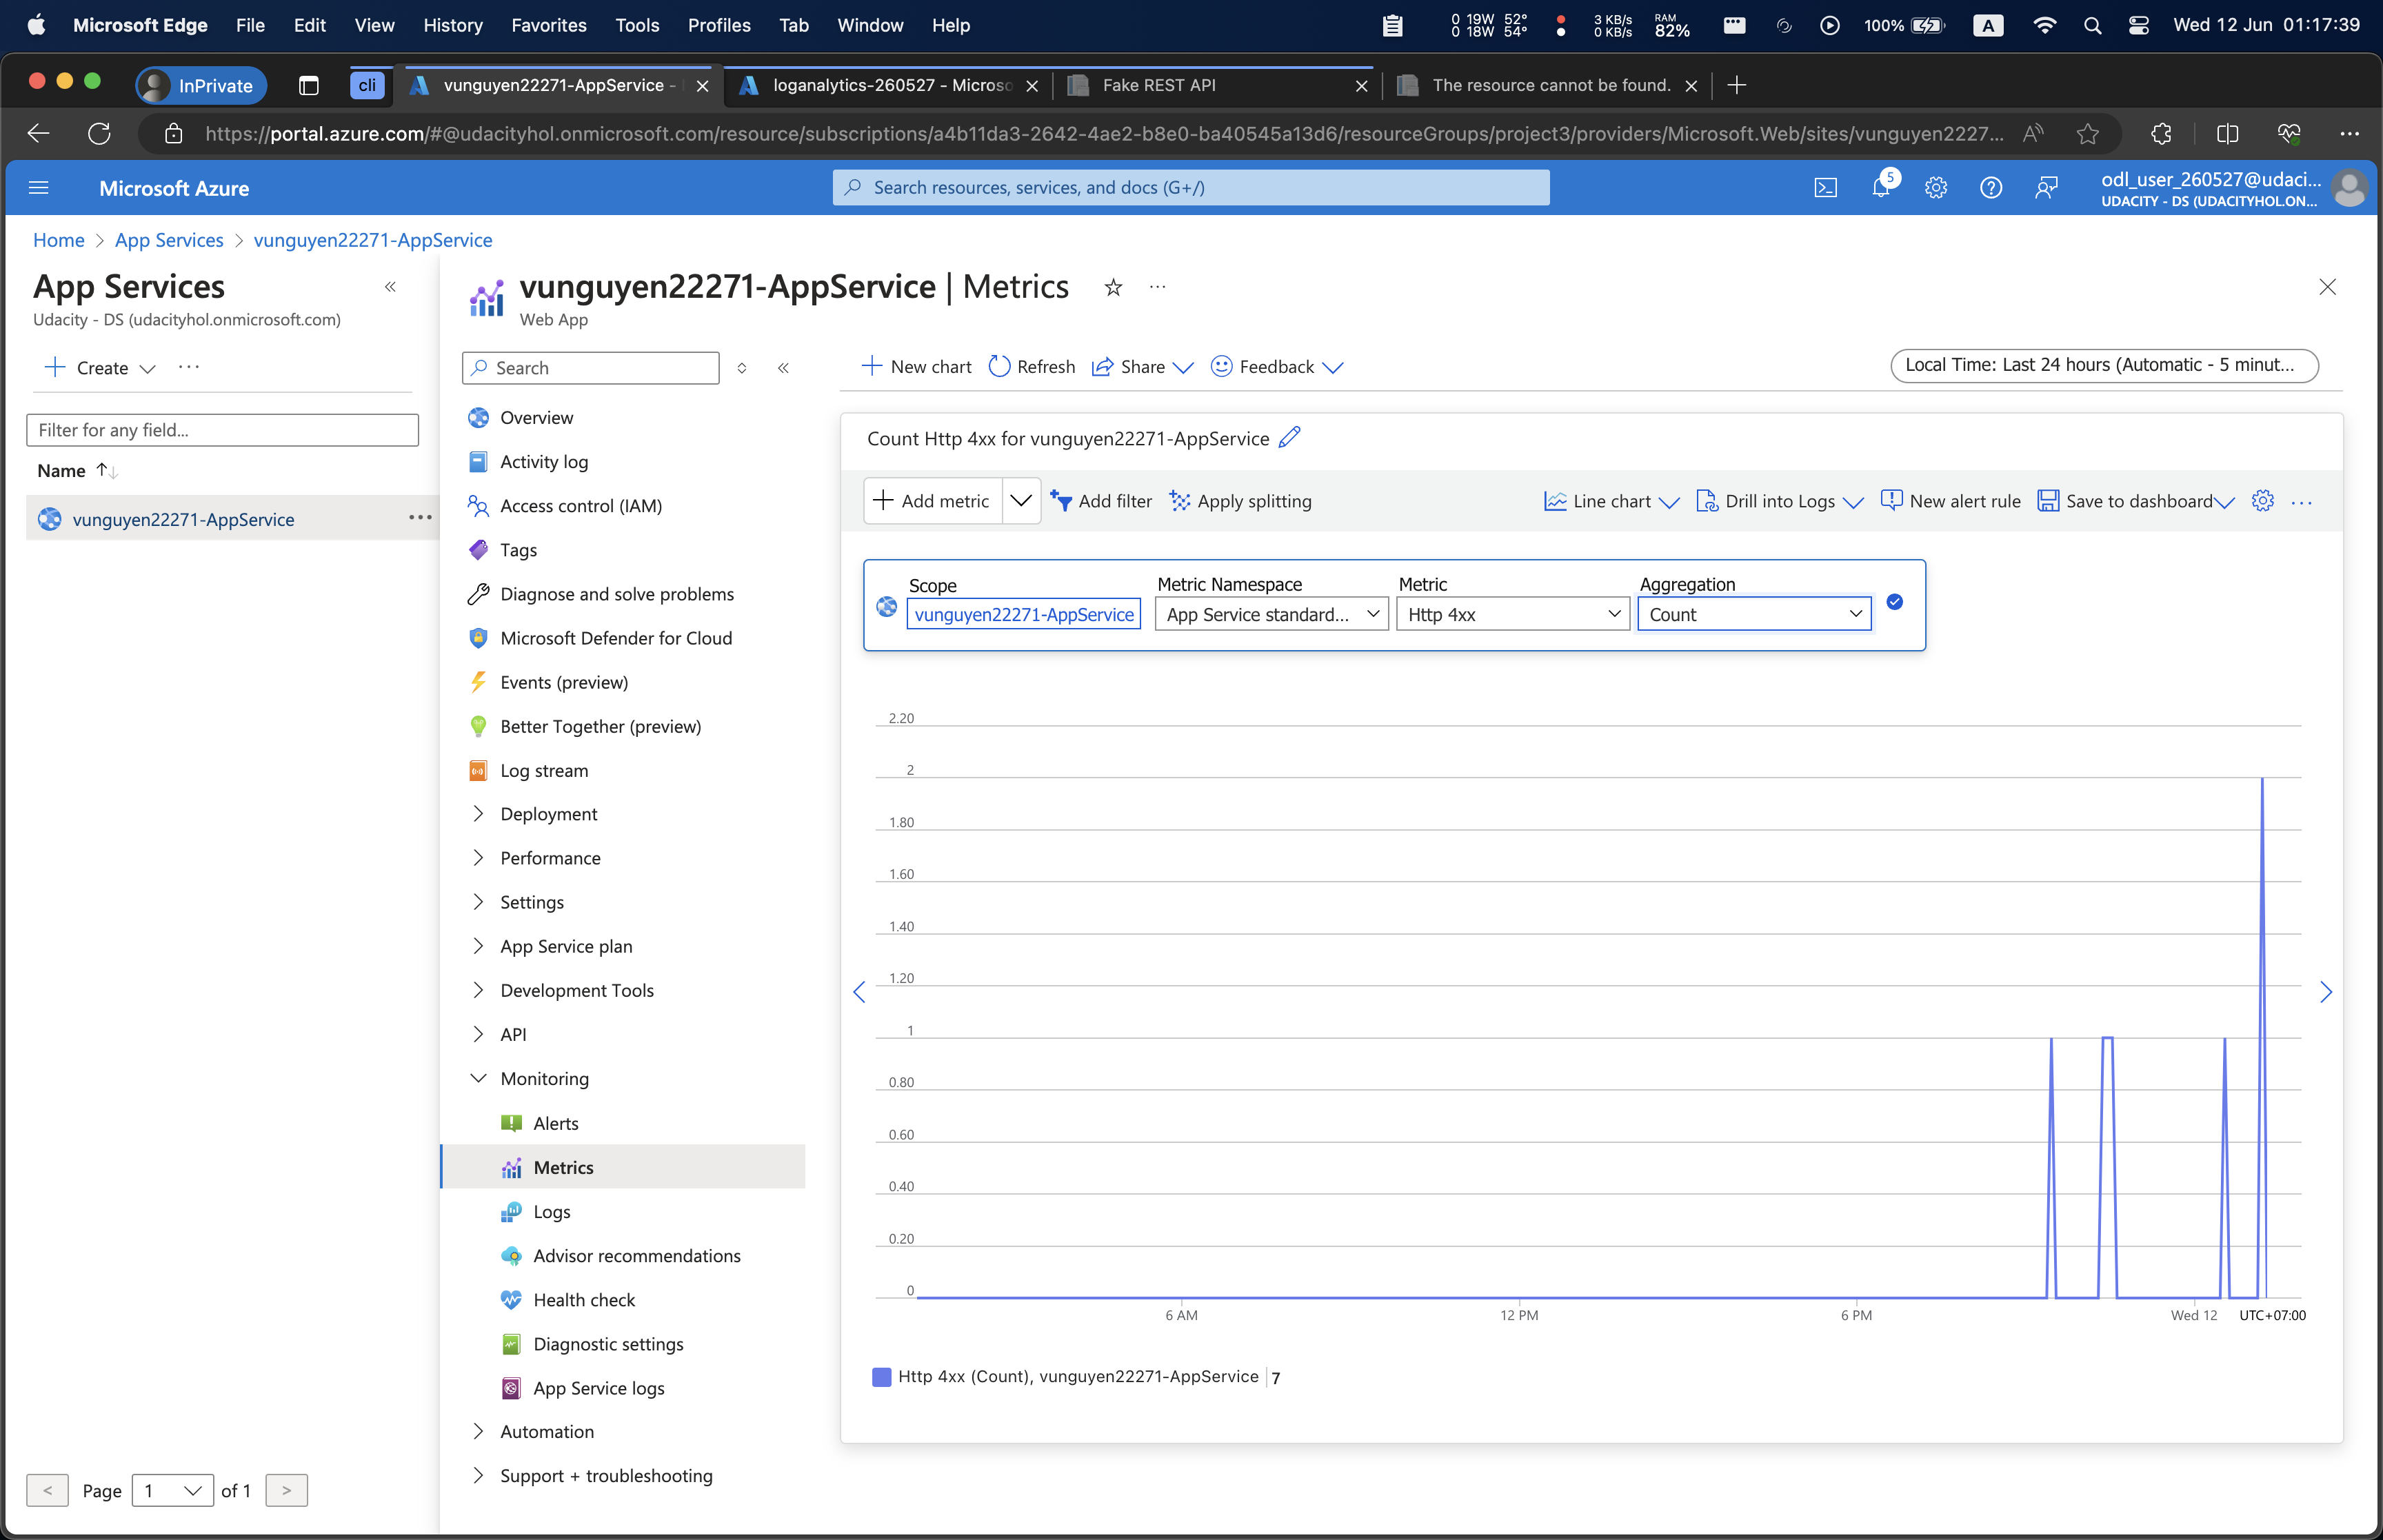 Microsoft Edge File Edit View History Favorites Tools Profiles Tab Window Help
0 19W 52° 3 KB/s RAM 100% A Wed 12 Jun 01:17:39
0 18W 54° 0 KB/s 82%
InPrivate cli vunguyen22271-AppService - loganalytics-260527 - Microso Fake REST API The resource cannot be found.
https://portal.azure.com/#@udacityhol.onmicrosoft.com/resource/subscriptions/a4b11da3-2642-4ae2-b8e0-ba40545a13d6/resourceGroups/project3/providers/Microsoft.Web/sites/vunguyen2227...
Microsoft Azure
Search resources, services, and docs (G+/)
5
odl_user_260527@udaci...
UDACITY - DS (UDACITYHOL.ON...
Home > App Services > vunguyen22271-AppService
App Services
Udacity - DS (udacityhol.onmicrosoft.com)
Create
Filter for any field...
Name
vunguyen22271-AppService
Page 1 of 1
vunguyen22271-AppService | Metrics
Web App
Search
Overview
Activity log
Access control (IAM)
Tags
Diagnose and solve problems
Microsoft Defender for Cloud
Events (preview)
Better Together (preview)
Log stream
Deployment
Performance
Settings
App Service plan
Development Tools
API
Monitoring
Alerts
Metrics
Logs
Advisor recommendations
Health check
Diagnostic settings
App Service logs
Automation
Support + troubleshooting
New chart Refresh Share Feedback
Local Time: Last 24 hours (Automatic - 5 minut...
Count Http 4xx for vunguyen22271-AppService
Add metric Add filter Apply splitting Line chart Drill into Logs New alert rule Save to dashboard
Scope Metric Namespace Metric Aggregation
vunguyen22271-AppService App Service standard... Http 4xx Count
2.20
2
1.80
1.60
1.40
1.20
1
0.80
0.60
0.40
0.20
0
6 AM 12 PM 6 PM Wed 12 UTC+07:00
Http 4xx (Count), vunguyen22271-AppService 7